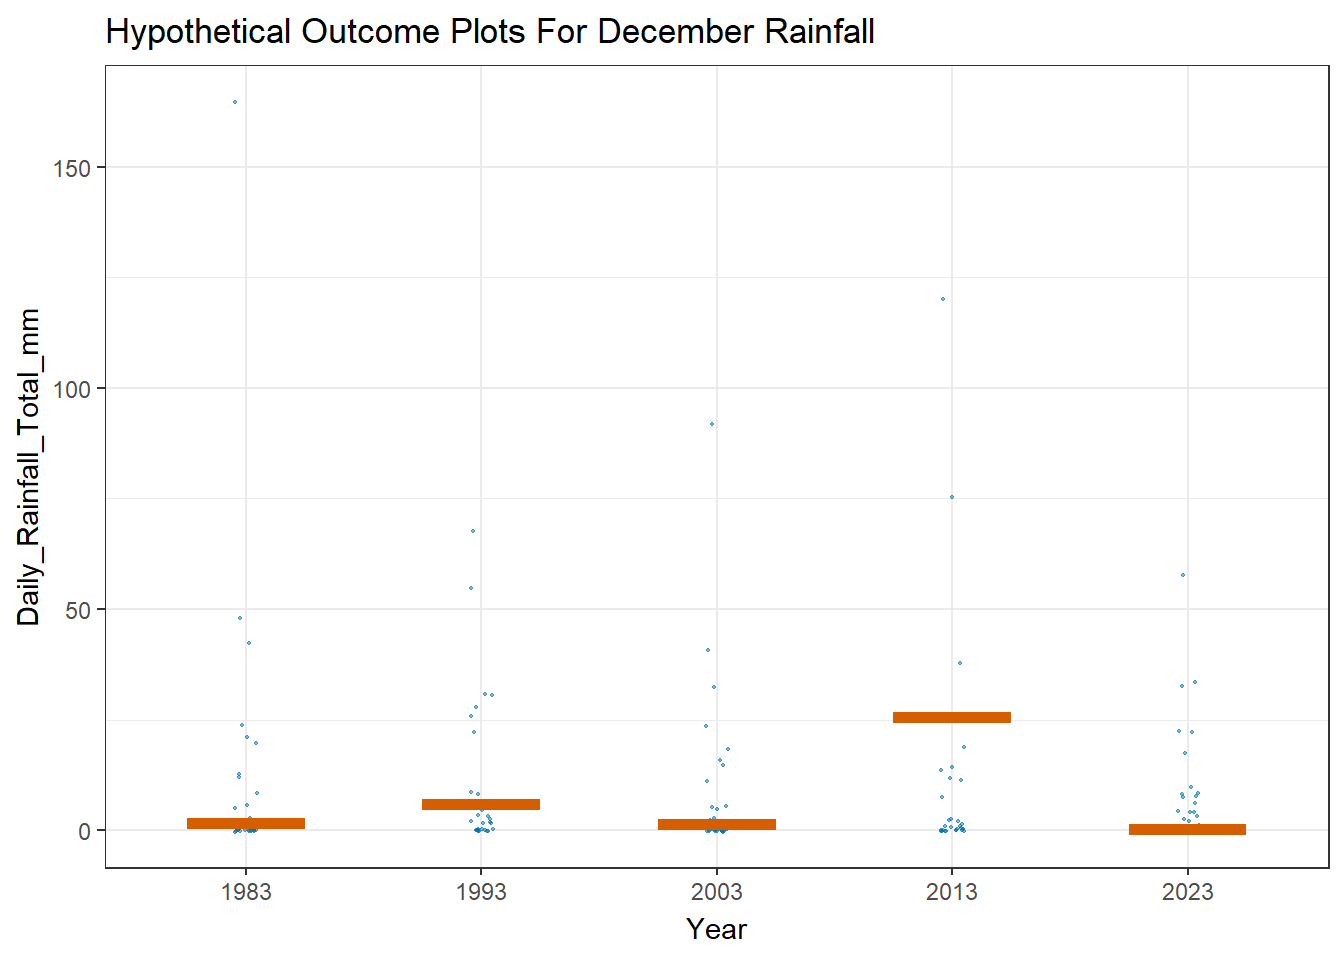 Hypothetical Outcome Plots For December Rainfall
Daily_Rainfall_Total_mm
150
100
50
0
1983 1993 2003 2013 2023
Year